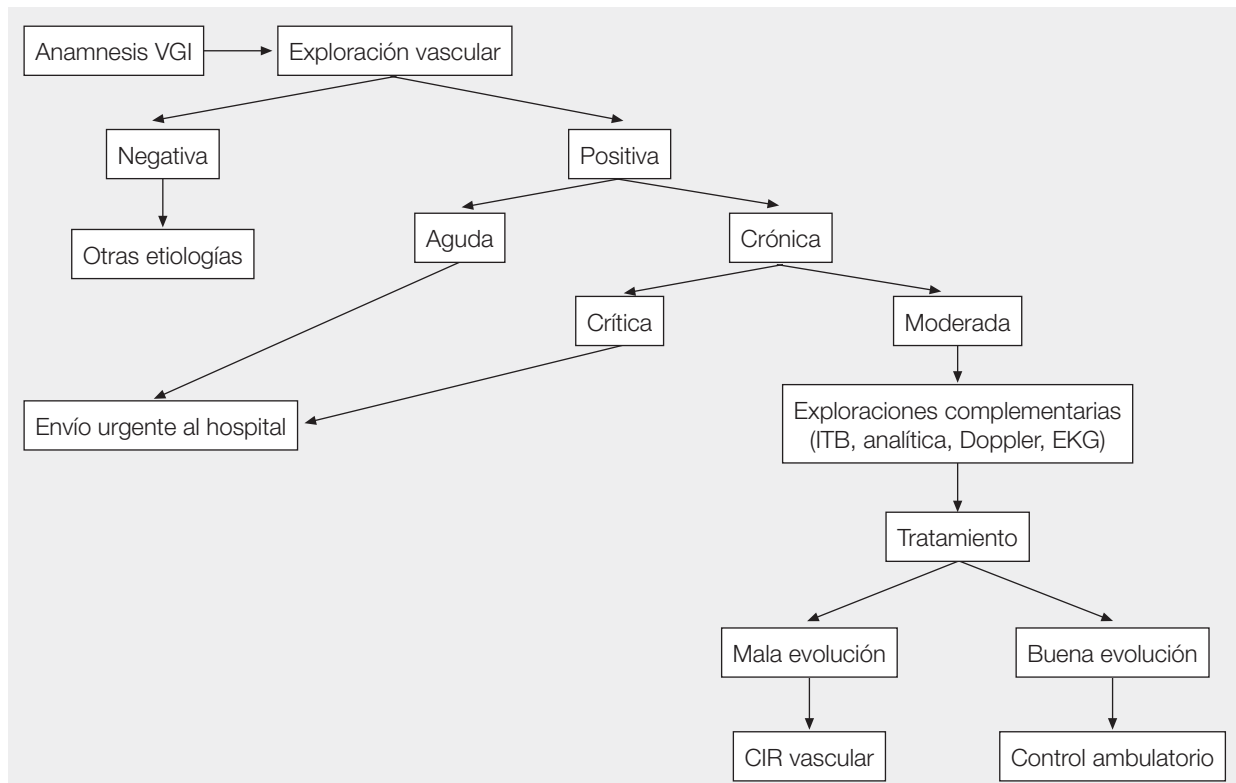 Anamnesis VGI
Exploración vascular
Negativa
Positiva
Otras etiologías
Aguda
Crónica
Crítica
Moderada
Envío urgente al hospital
Exploraciones complementarias
(ITB, analítica, Doppler, EKG)
Tratamiento
Mala evolución
Buena evolución
CIR vascular
Control ambulatorio